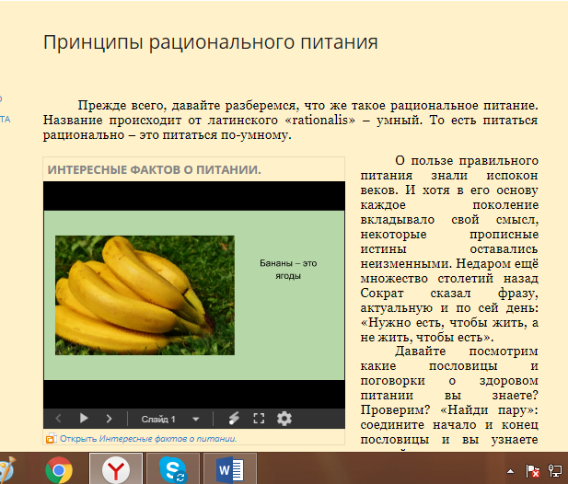 Принципы рационального питания
Прежде всего, давайте разберемся, что же такое рациональное питание.
Название происходит от латинского «rationalis» – умный. То есть питаться
рационально – это питаться по-умному.
ТА
ИНТЕРЕСНЫЕ ФАКТОВ О ПИТАНИИ.
Бананы – это
ягоды
Слайд 1
Открыть Интересные фактов о питании.
О пользе правильного
питания знали испокон
веков. И хотя в его основу
каждое поколение
вкладывало свой смысл,
некоторые прописные
истины оставались
неизменными. Недаром ещё
множество столетий назад
Сократ сказал фразу,
актуальную и по сей день:
«Нужно есть, чтобы жить, а
не жить, чтобы есть».
Давайте посмотрим
какие пословицы и
поговорки о здоровом
питании вы знаете?
Проверим? «Найди пару»:
соедините начало и конец
пословицы и вы узнаете